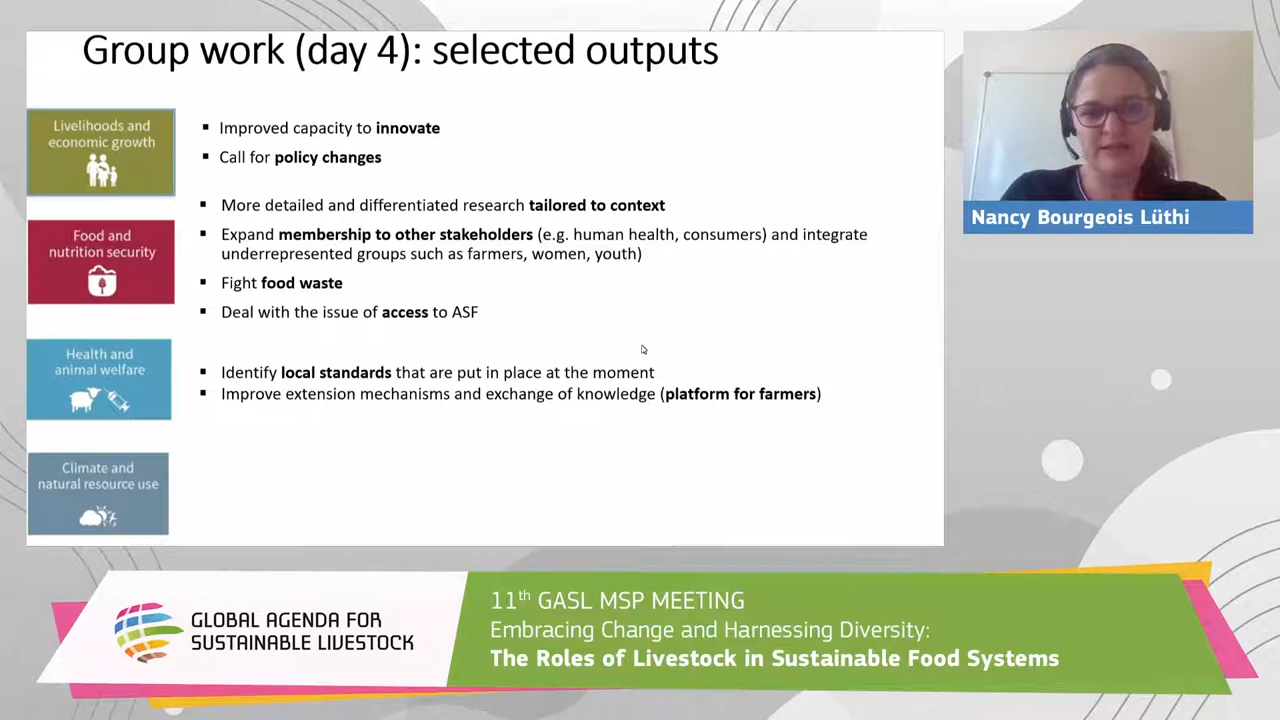 Group work (day 4): selected outputs
Livelihoods and
economic growth
▪ Improved capacity to innovate
▪ Call for policy changes
Food and
nutrition security
▪ More detailed and differentiated research tailored to context
▪ Expand membership to other stakeholders (e.g. human health, consumers) and integrate
underrepresented groups such as farmers, women, youth)
▪ Fight food waste
▪ Deal with the issue of access to ASF
Health and
animal welfare
▪ Identify local standards that are put in place at the moment
▪ Improve extension mechanisms and exchange of knowledge (platform for farmers)
Climate and
natural resource use
Nancy Bourgeois Lüthi
GLOBAL AGENDA FOR
SUSTAINABLE LIVESTOCK
11th GASL MSP MEETING
Embracing Change and Harnessing Diversity:
The Roles of Livestock in Sustainable Food Systems